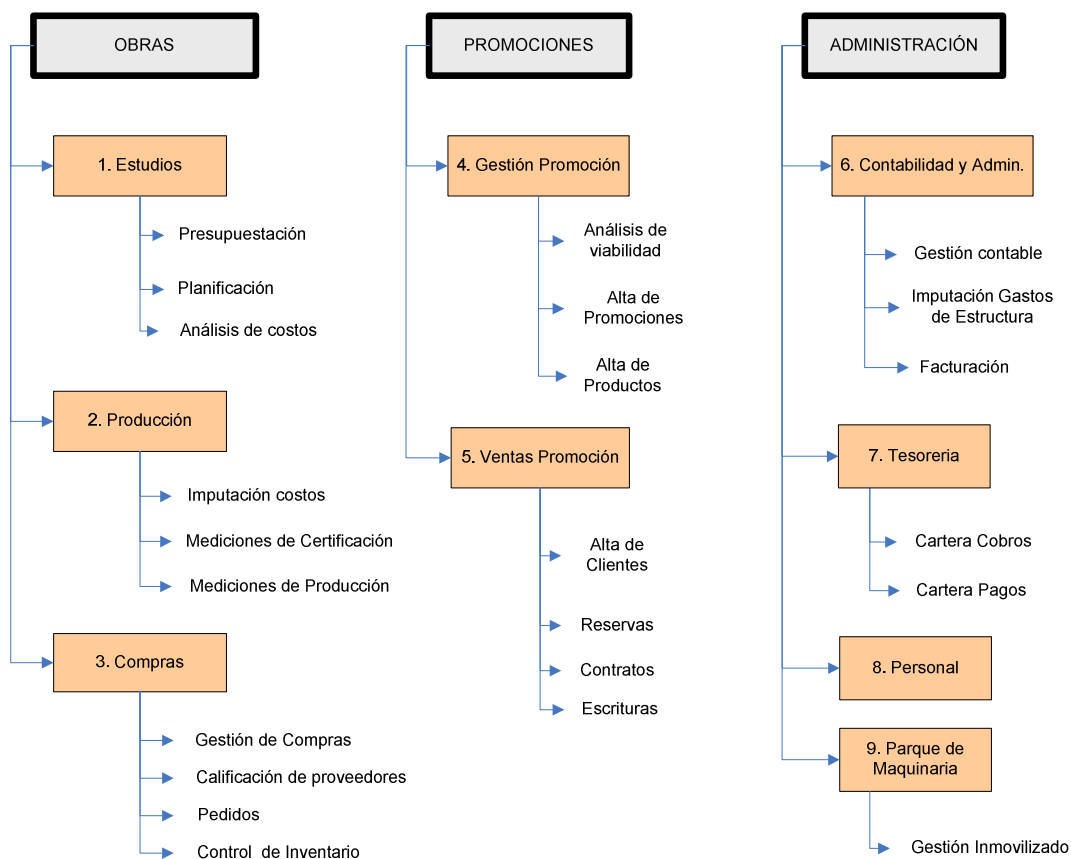 OBRAS
1. Estudios
Presupuestación
Planificación
Análisis de costos
2. Producción
Imputación costos
Mediciones de Certificación
Mediciones de Producción
3. Compras
Gestión de Compras
Calificación de proveedores
Pedidos
Control de Inventario
PROMOCIONES
4. Gestión Promoción
Análisis de
viabilidad
Alta de
Promociones
Alta de
Productos
5. Ventas Promoción
Alta de
Clientes
Reservas
Contratos
Escrituras
ADMINISTRACIÓN
6. Contabilidad y Admin.
Gestión contable
Imputación Gastos
de Estructura
Facturación
7. Tesoreria
Cartera Cobros
Cartera Pagos
8. Personal
9. Parque de
Maquinaria
Gestión Inmovilizado